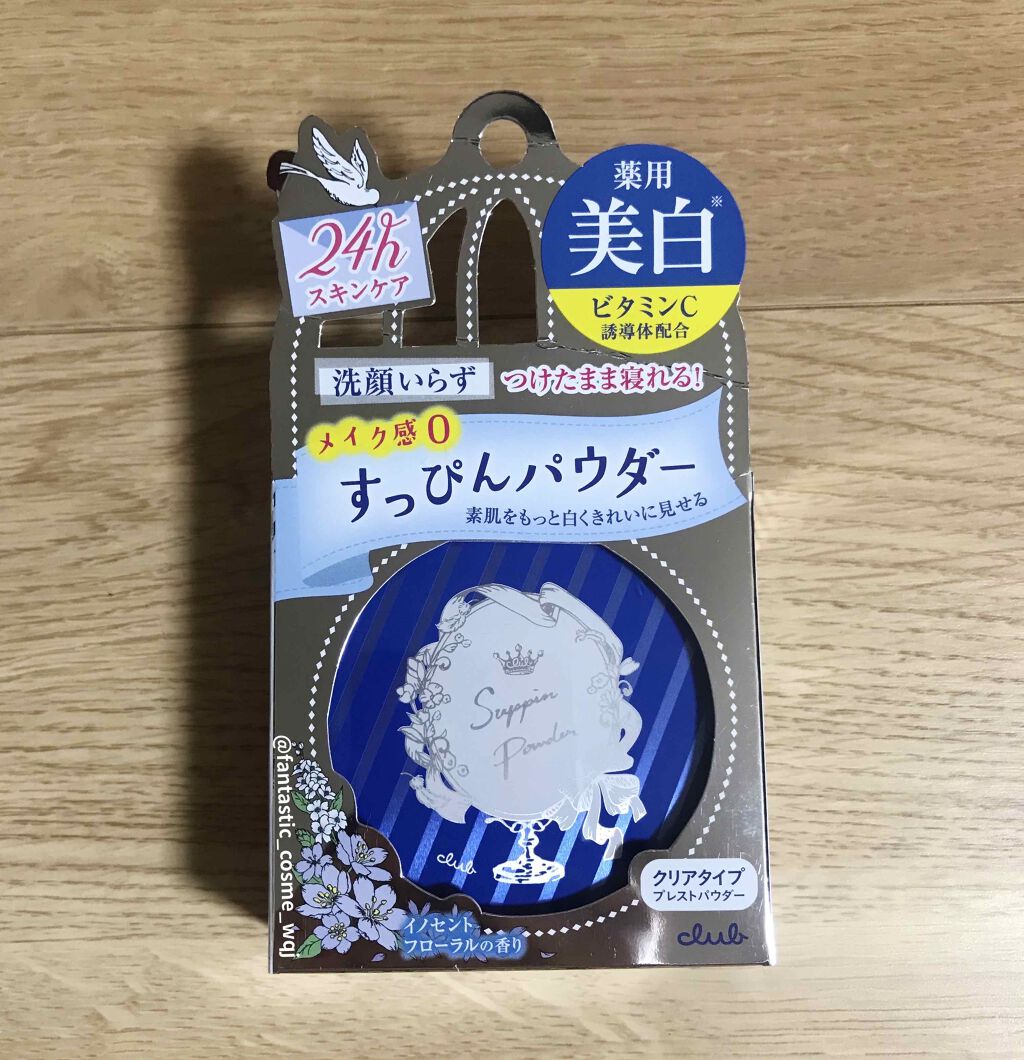 薬用
美白※
ビタミンC
誘導体配合
24h
スキンケア
洗顔いらず
つけたまま寝れる!
メイク感0
すっぴんパウダー
素肌をもっと白くきれいに見せる
club
Suppin
Powder
club
クリアタイプ
プレストパウダー
club
イノセント
フローラルの香り
@fantastic_cosme_wqj